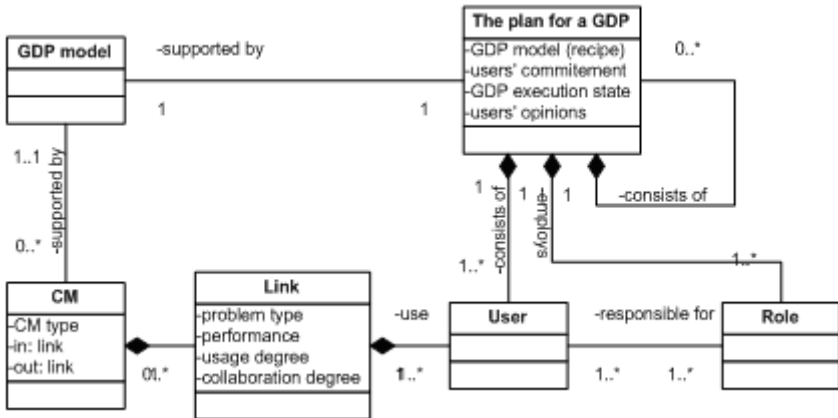 The plan for a GDP
GDP model
-supported by
-GDP model (recipe)
-users' commitement
-GDP execution state
-users' opinions
0..*
1
1
1..1
-supported by
0..*
1
-consists of
1
-employs
1
-consists of
1..*
1..*
CM
-CM type
-in: link
-out: link
Link
-problem type
-performance
-usage degree
-collaboration degree
-use
User
-responsible for
Role
1..*
1..*
1..*